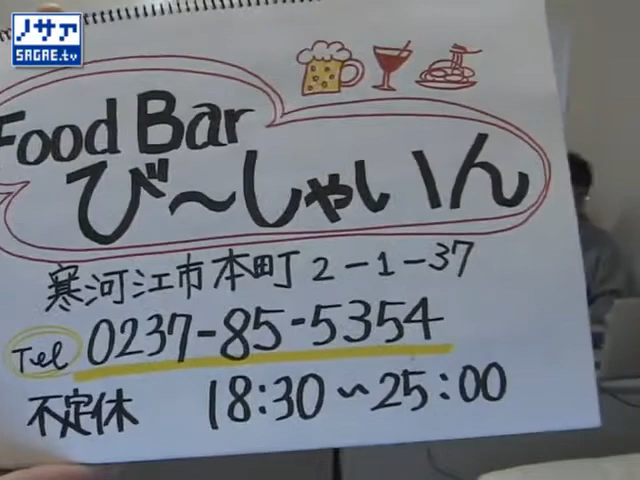 ノサァ
SAGAE.tv
Food Bar
び〜しゃいん
寒河江市本町2-1-37
Tel 0237-85-5354
不定休 18:30〜25:00